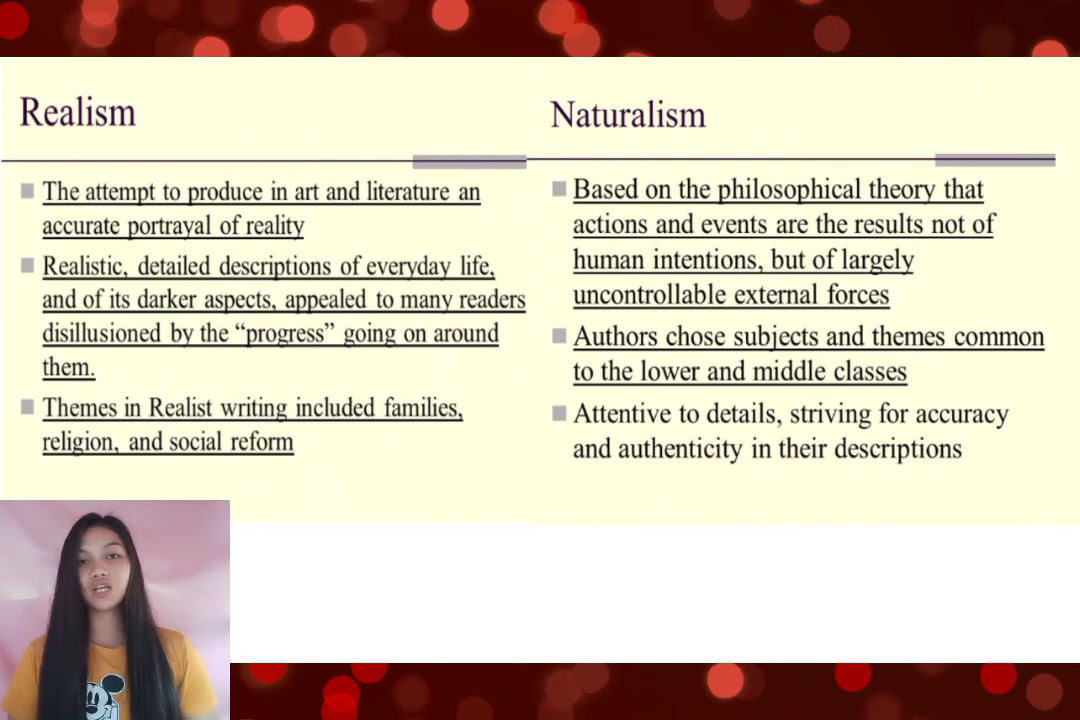 Realism
The attempt to produce in art and literature an
accurate portrayal of reality
Realistic, detailed descriptions of everyday life,
and of its darker aspects, appealed to many readers
disillusioned by the “progress” going on around
them.
Themes in Realist writing included families,
religion, and social reform
Naturalism
Based on the philosophical theory that
actions and events are the results not of
human intentions, but of largely
uncontrollable external forces
Authors chose subjects and themes common
to the lower and middle classes
Attentive to details, striving for accuracy
and authenticity in their descriptions